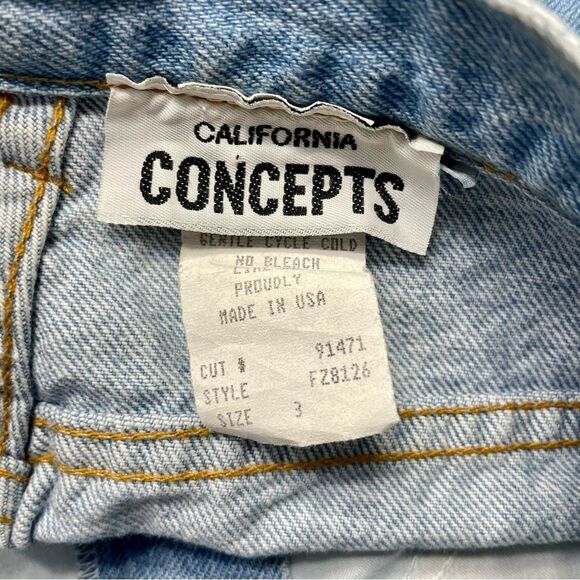 CALIFORNIA
CONCEPTS
GENTLE CYCLE COLD
NO BLEACH
PROUDLY
MADE IN USA
CUT # 91471
STYLE FZ8126
SIZE 3